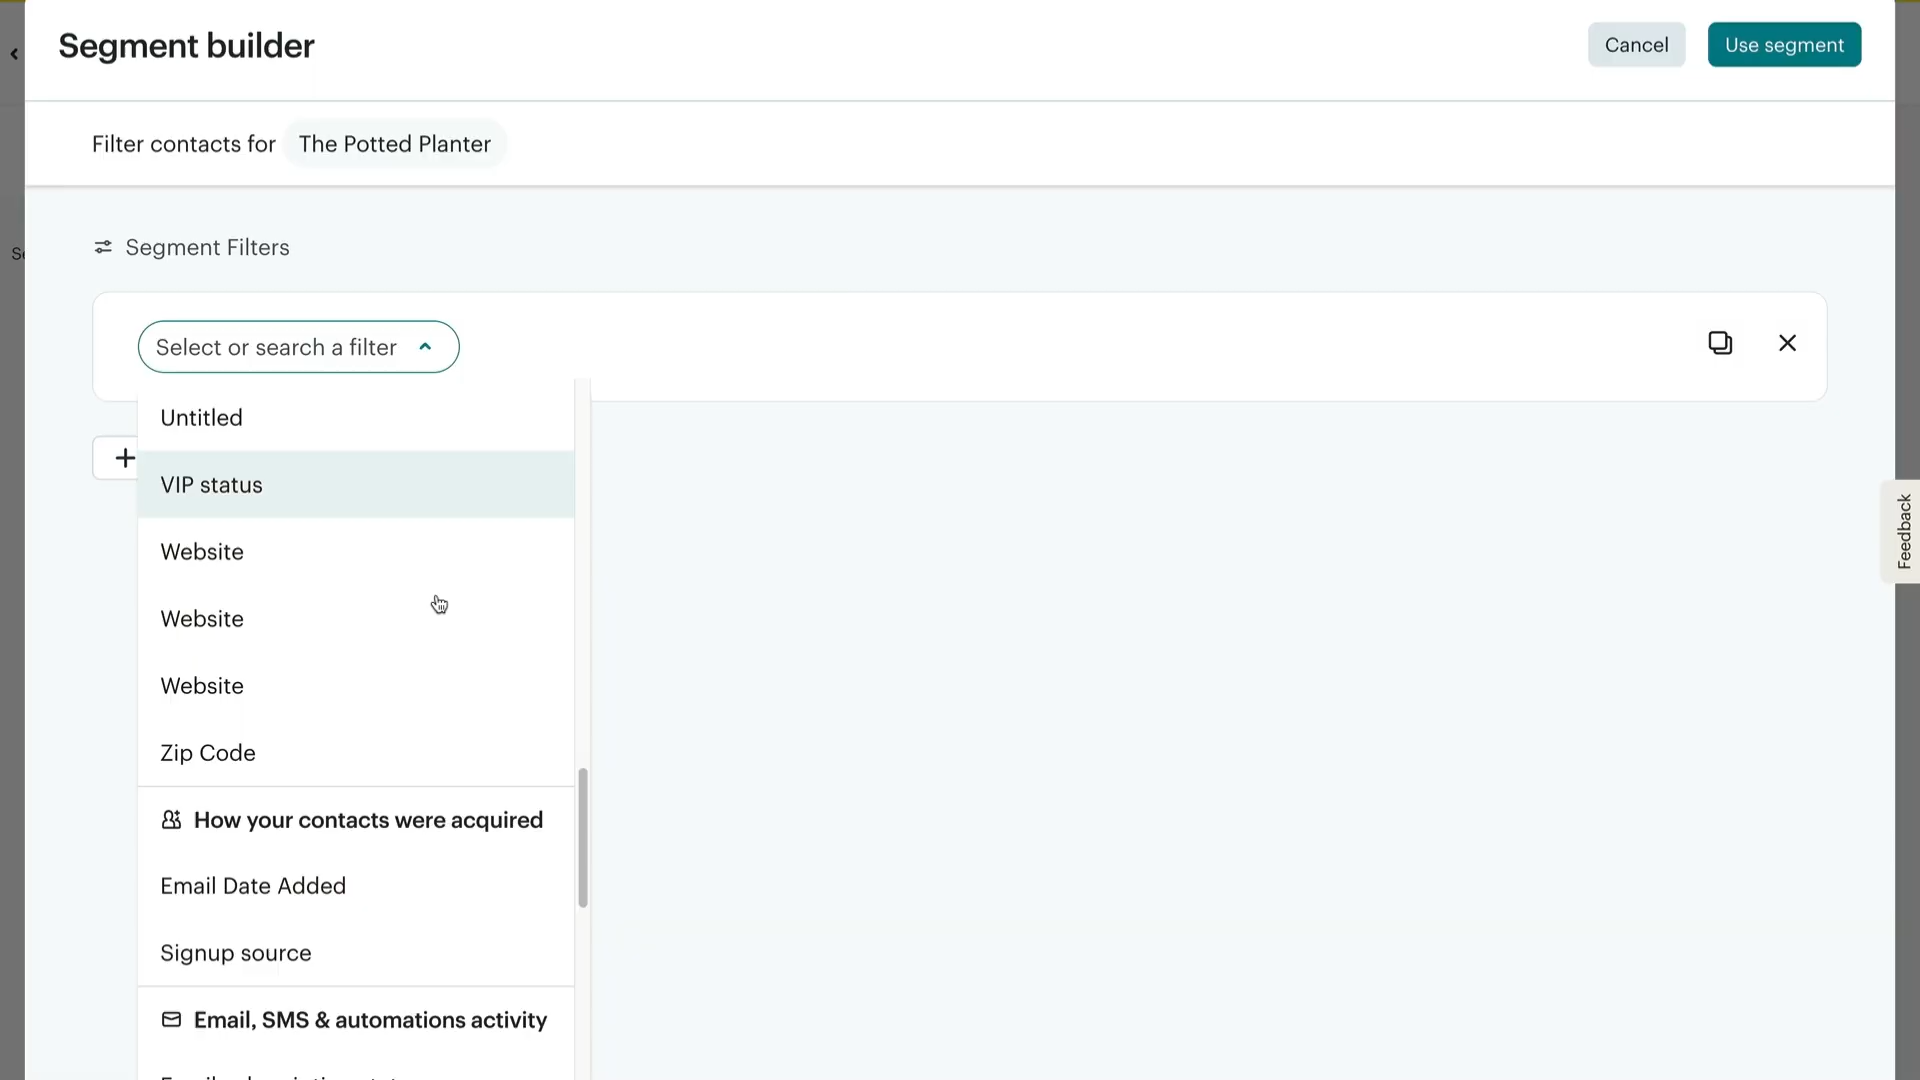 Segment builder
Cancel
Use segment
Filter contacts for The Potted Planter
Segment Filters
Select or search a filter
Untitled
VIP status
Website
Website
Website
Zip Code
How your contacts were acquired
Email Date Added
Signup source
Email, SMS & automations activity
Feedback